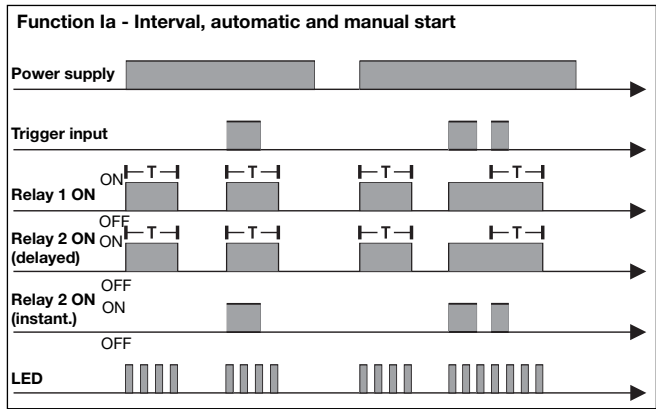 Function Ia - Interval, automatic and manual start
Power supply
Trigger input
ON T T T T
Relay 1 ON
OFF
ON T T T T
Relay 2 ON
(delayed)
OFF
Relay 2 ON
ON
(instant.)
OFF
LED